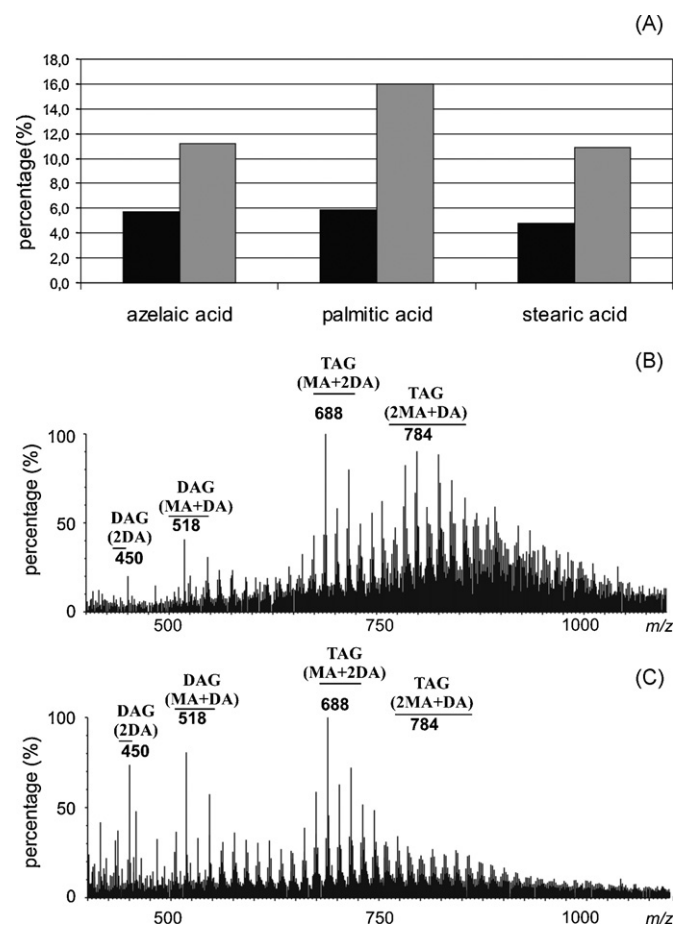 (A)
percentage(%)
18,0
16,0
14,0
12,0
10,0
8,0
6,0
4,0
2,0
0,0
azelaic acid palmitic acid stearic acid
(B)
TAG
(MA+2DA)
688
TAG
(2MA+DA)
784
DAG
(MA+DA)
518
DAG
(2DA)
450
percentage (%)
100
50
0
500 750 1000 m/z
(C)
TAG
(MA+2DA)
688
TAG
(2MA+DA)
784
DAG
(MA+DA)
518
DAG
(2DA)
450
percentage (%)
100
50
0
500 750 1000 m/z